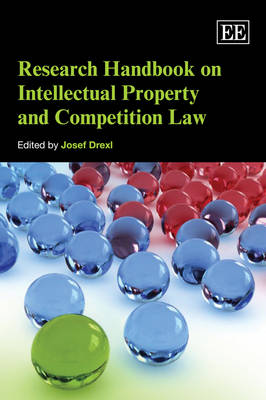 EE
Research Handbook on
Intellectual Property
and Competition Law
Edited by Josef Drexl